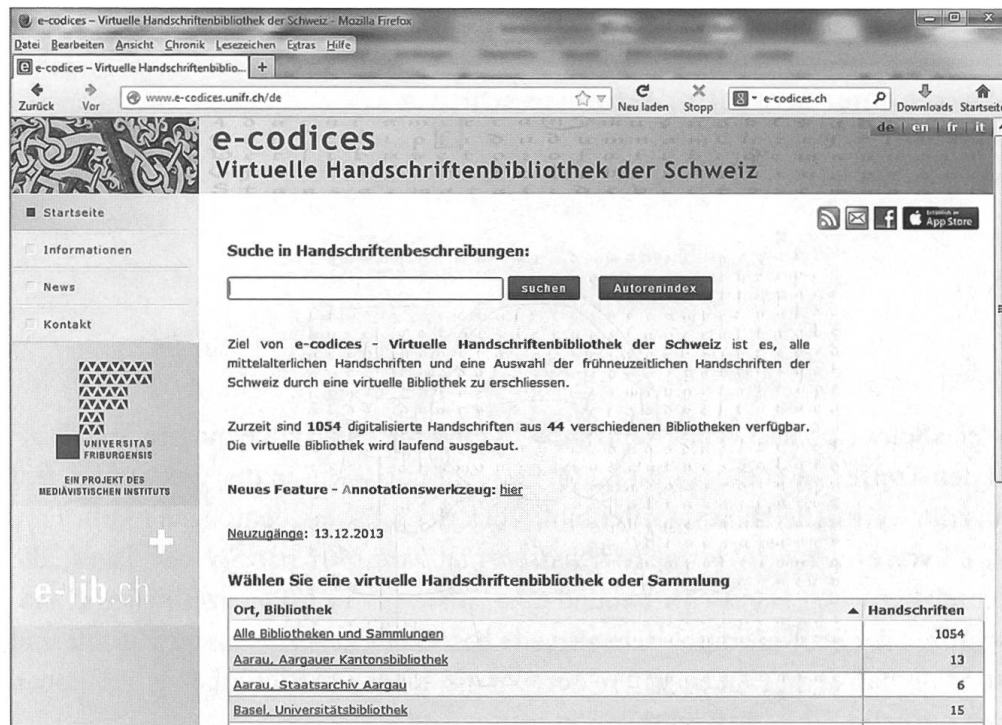 e-codices – Virtuelle Handschriftenbibliothek der Schweiz - Mozilla Firefox
Datei Bearbeiten Ansicht Chronik Lesezeichen Extras Hilfe
e-codices – Virtuelle Handschriftenbiblio... +
Zurück Vor www.e-codices.unifr.ch/de Neu laden Stopp e-codices.ch Downloads Startseite
de | en | fr | it
e-codices
Virtuelle Handschriftenbibliothek der Schweiz
App Store
Startseite
Informationen
News
Kontakt
UNIVERSITAS
FRIBURGENSIS
EIN PROJEKT DES
MEDIÄVISTISCHEN INSTITUTS
e-lib.ch
Suche in Handschriftenbeschreibungen:
suchen Autorenindex
Ziel von e-codices – Virtuelle Handschriftenbibliothek der Schweiz ist es, alle
mittelalterlichen Handschriften und eine Auswahl der frühneuzeitlichen Handschriften der
Schweiz durch eine virtuelle Bibliothek zu erschliessen.
Zurzeit sind 1054 digitalisierte Handschriften aus 44 verschiedenen Bibliotheken verfügbar.
Die virtuelle Bibliothek wird laufend ausgebaut.
Neues Feature - Annotationswerkzeug: hier
Neuzugänge: 13.12.2013
Wählen Sie eine virtuelle Handschriftenbibliothek oder Sammlung
Ort, Bibliothek Handschriften
Alle Bibliotheken und Sammlungen 1054
Aarau, Aargauer Kantonsbibliothek 13
Aarau, Staatsarchiv Aargau 6
Basel, Universitätsbibliothek 15